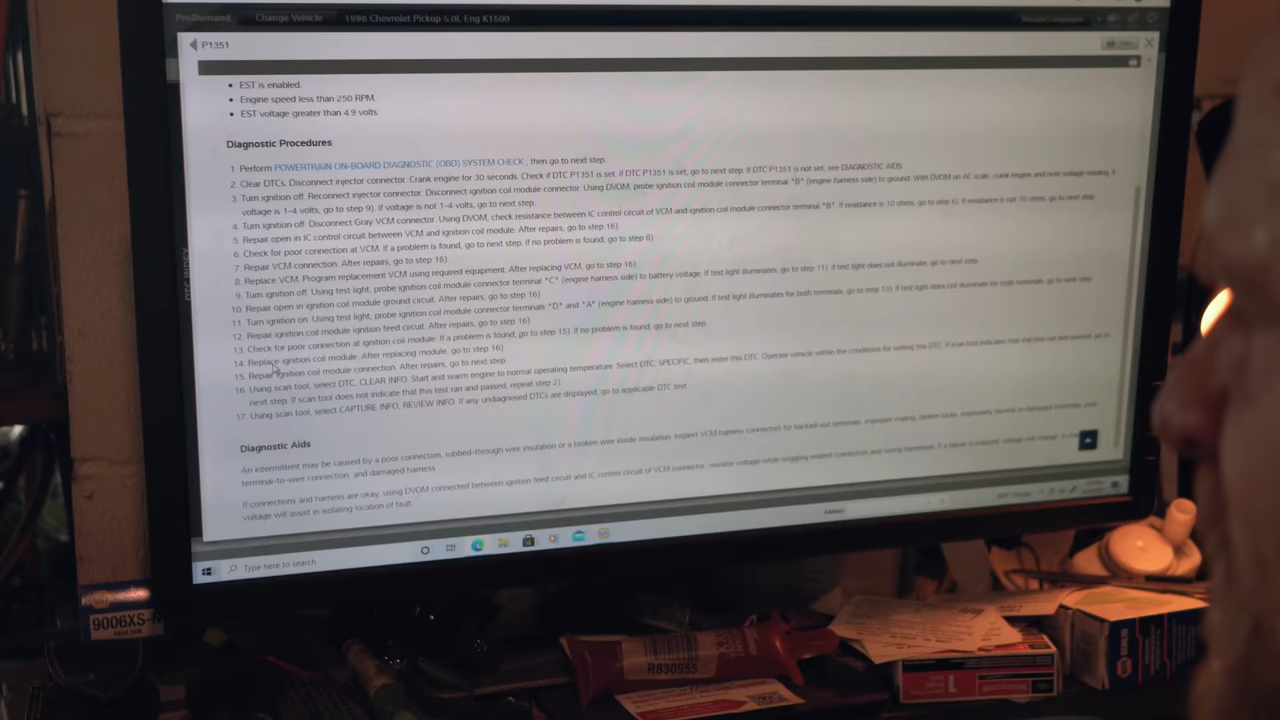 ProDemand Change Vehicle 1998 Chevrolet Pickup 5.0L Eng K1500
P1351
EST is enabled.
Engine speed less than 250 RPM.
EST voltage greater than 4.9 volts.
Diagnostic Procedures
1. Perform POWERTRAIN ON-BOARD DIAGNOSTIC (OBD) SYSTEM CHECK , then go to next step.
2. Clear DTCs. Disconnect injector connector. Crank engine for 30 seconds. Check if DTC P1351 is set. If DTC P1351 is set, go to next step. If DTC P1351 is not set, see DIAGNOSTIC AIDS.
3. Turn ignition off. Reconnect injector connector. Disconnect ignition coil module connector. Using DVOM, probe ignition coil module connector terminal "B" (engine harness side) to ground. With DVOM on AC scale, crank engine and note voltage reading. If
voltage is 1-4 volts, go to step 9). If voltage is not 1-4 volts, go to next step.
4. Turn ignition off. Disconnect Gray VCM connector. Using DVOM, check resistance between IC control circuit of VCM and ignition coil module connector terminal "B". If resistance is 10 ohms, go to step 6). If resistance is not 10 ohms, go to next step.
5. Repair open in IC control circuit between VCM and ignition coil module. After repairs, go to step 16).
6. Check for poor connection at VCM. If a problem is found, go to next step. If no problem is found, go to step 8).
7. Repair VCM connection. After repairs, go to step 16).
8. Replace VCM. Program replacement VCM using required equipment. After replacing VCM, go to step 16).
9. Turn ignition off. Using test light, probe ignition coil module connector terminal "C" (engine harness side) to battery voltage. If test light illuminates, go to step 11). If test light does not illuminate, go to next step.
10. Repair open in ignition coil module ground circuit. After repairs, go to step 16).
11. Turn ignition on. Using test light, probe ignition coil module connector terminals "D" and "A" (engine harness side) to ground. If test light illuminates for both terminals, go to step 13). If test light does not illuminate for both terminals, go to next step.
12. Repair ignition coil module ignition feed circuit. After repairs, go to step 16).
13. Check for poor connection at ignition coil module. If a problem is found, go to step 15). If no problem is found, go to next step.
14. Replace ignition coil module. After replacing module, go to step 16).
15. Repair ignition coil module connection. After repairs, go to next step.
16. Using scan tool, select DTC, CLEAR INFO. Start and warm engine to normal operating temperature. Select DTC, SPECIFIC, then enter this DTC. Operate vehicle within the conditions for setting this DTC. If scan tool indicates that this test ran and passed, go to
next step. If scan tool does not indicate that this test ran and passed, repeat step 2).
17. Using scan tool, select CAPTURE INFO, REVIEW INFO. If any undiagnosed DTCs are displayed, go to applicable DTC test.
Diagnostic Aids
An intermittent may be caused by a poor connection, rubbed-through wire insulation or a broken wire inside insulation. Inspect VCM harness connectors for backed-out terminals, improper mating, broken locks, improperly formed or damaged terminals, poor
terminal-to-wire connection, and damaged harness.
If connections and harness are okay, using DVOM connected between ignition feed circuit and IC control circuit of VCM connector, monitor voltage while wiggling related connectors and wiring harnesses. If a failure is induced, voltage will change.
voltage will assist in isolating location of fault.
Type here to search
9006XS-N
R830955